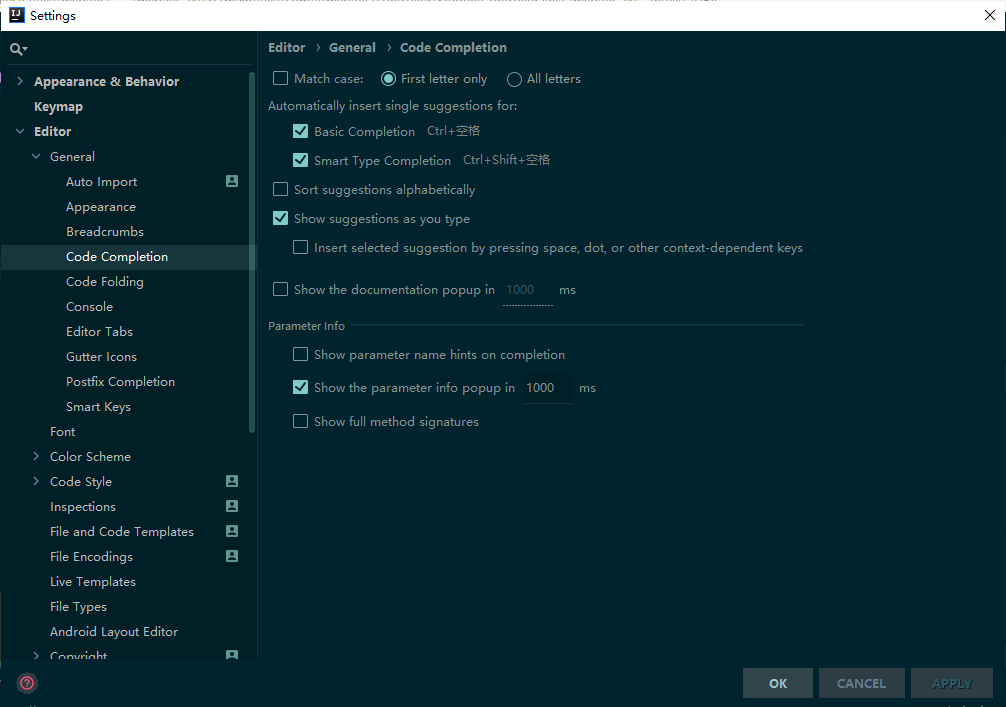 IJ Settings
Appearance & Behavior
Keymap
Editor
General
Auto Import
Appearance
Breadcrumbs
Code Completion
Code Folding
Console
Editor Tabs
Gutter Icons
Postfix Completion
Smart Keys
Font
Color Scheme
Code Style
Inspections
File and Code Templates
File Encodings
Live Templates
File Types
Android Layout Editor
Copyright
Editor › General › Code Completion
Match case: First letter only All letters
Automatically insert single suggestions for:
Basic Completion Ctrl+空格
Smart Type Completion Ctrl+Shift+空格
Sort suggestions alphabetically
Show suggestions as you type
Insert selected suggestion by pressing space, dot, or other context-dependent keys
Show the documentation popup in 1000 ms
Parameter Info
Show parameter name hints on completion
Show the parameter info popup in 1000 ms
Show full method signatures
? OK CANCEL APPLY